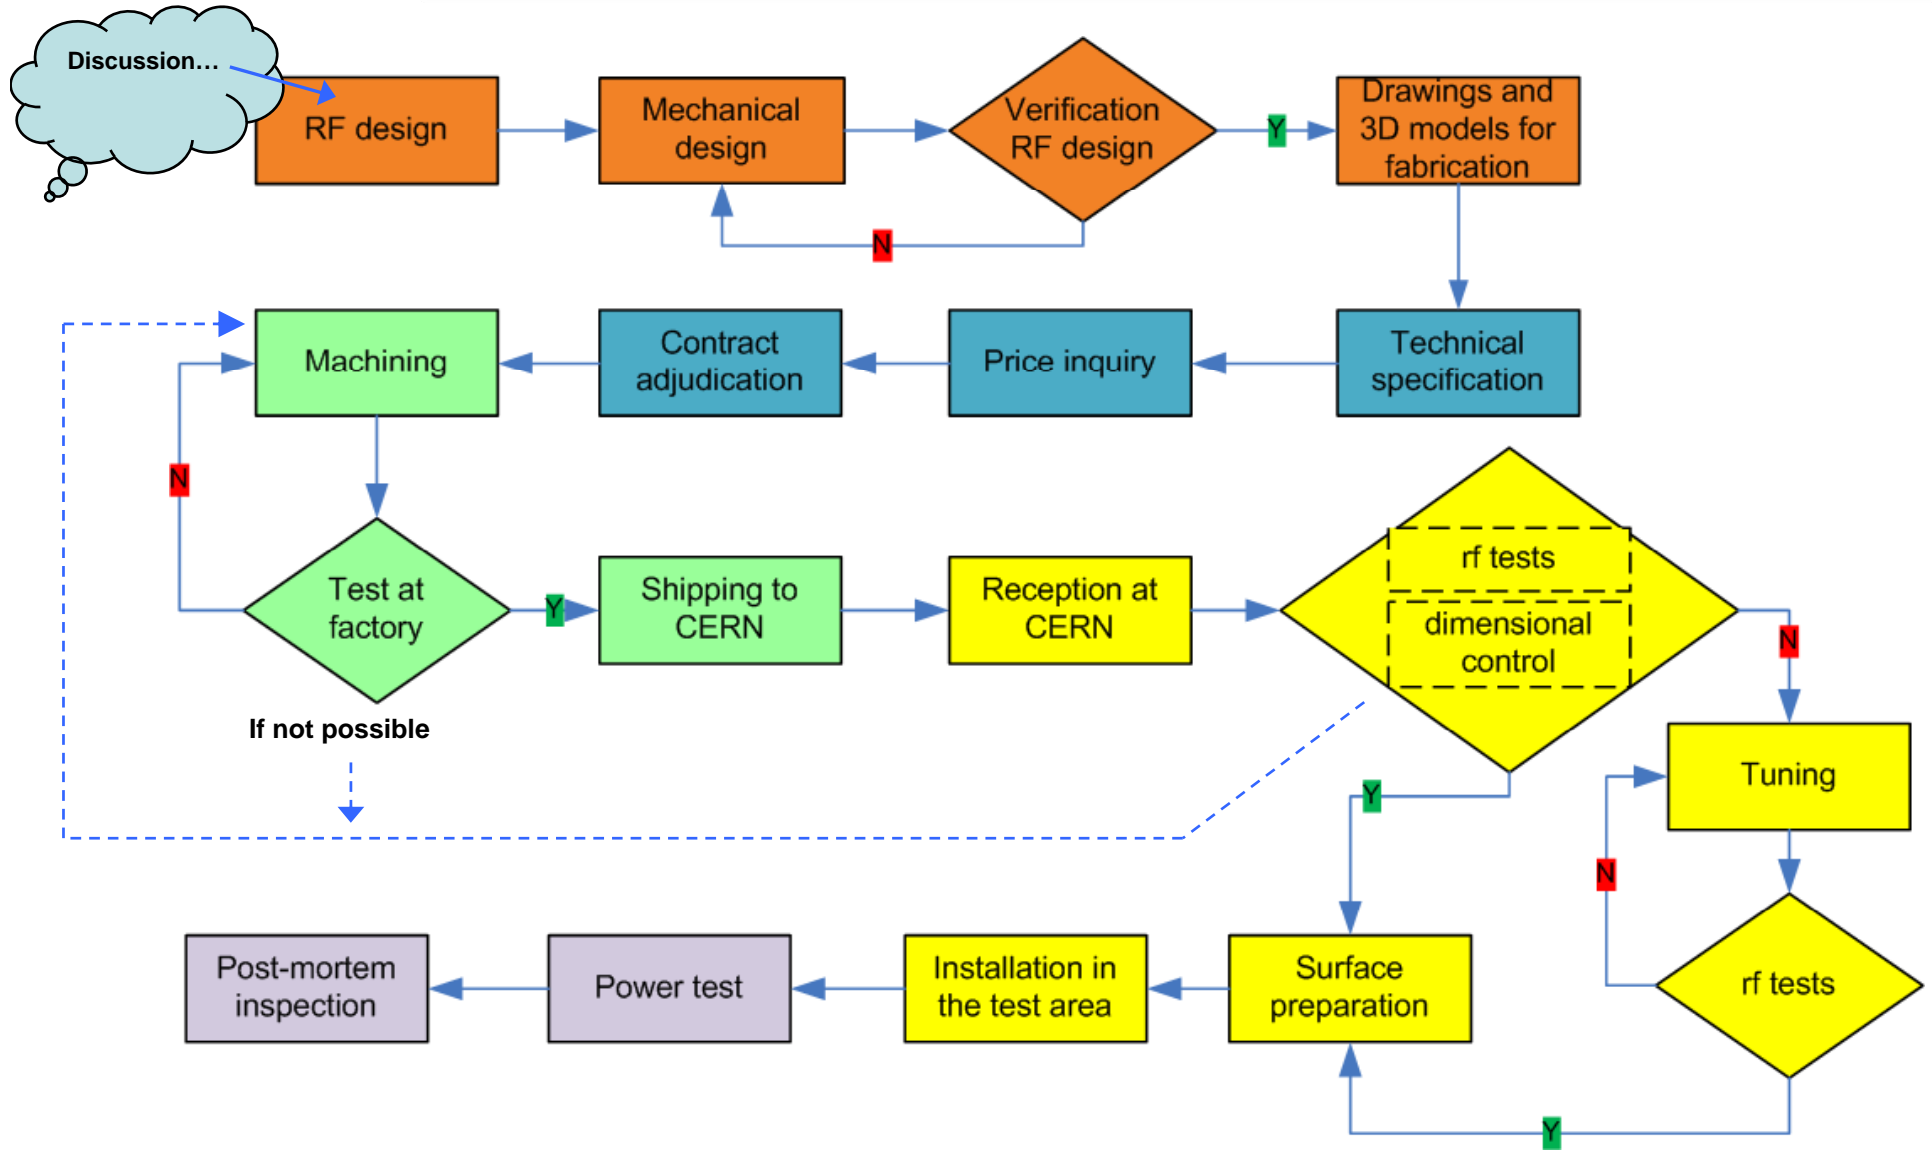 Discussion…
RF design
Mechanical
design
Verification
RF design
Y
Drawings and
3D models for
fabrication
N
Machining
Contract
adjudication
Price inquiry
Technical
specification
N
Test at
factory
Y
Shipping to
CERN
Reception at
CERN
rf tests
dimensional
control
N
If not possible
Tuning
Y
N
Post-mortem
inspection
Power test
Installation in
the test area
Surface
preparation
rf tests
Y